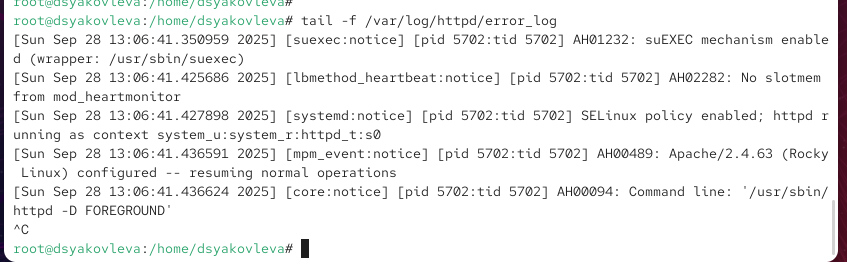 root@dsyakovleva:/home/dsyakovleva#
root@dsyakovleva:/home/dsyakovleva# tail -f /var/log/httpd/error_log
[Sun Sep 28 13:06:41.350959 2025] [suexec:notice] [pid 5702:tid 5702] AH01232: suEXEC mechanism enable
d (wrapper: /usr/sbin/suexec)
[Sun Sep 28 13:06:41.425686 2025] [lbmethod_heartbeat:notice] [pid 5702:tid 5702] AH02282: No slotmem
from mod_heartmonitor
[Sun Sep 28 13:06:41.427898 2025] [systemd:notice] [pid 5702:tid 5702] SELinux policy enabled; httpd r
unning as context system_u:system_r:httpd_t:s0
[Sun Sep 28 13:06:41.436591 2025] [mpm_event:notice] [pid 5702:tid 5702] AH00489: Apache/2.4.63 (Rocky
 Linux) configured -- resuming normal operations
[Sun Sep 28 13:06:41.436624 2025] [core:notice] [pid 5702:tid 5702] AH00094: Command line: '/usr/sbin/
httpd -D FOREGROUND'
^C
root@dsyakovleva:/home/dsyakovleva#